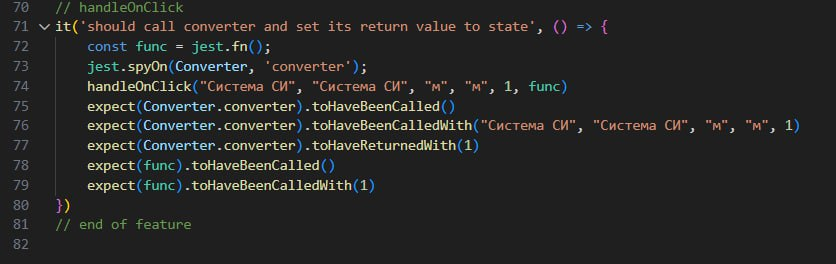 70 // handleOnClick
71 it('should call converter and set its return value to state', () => {
72 const func = jest.fn();
73 jest.spyOn(Converter, 'converter');
74 handleOnClick("Система СИ", "Система СИ", "м", "м", 1, func)
75 expect(Converter.converter).toHaveBeenCalled()
76 expect(Converter.converter).toHaveBeenCalledWith("Система СИ", "Система СИ", "м", "м", 1)
77 expect(Converter.converter).toHaveReturnedWith(1)
78 expect(func).toHaveBeenCalled()
79 expect(func).toHaveBeenCalledWith(1)
80 })
81 // end of feature
82